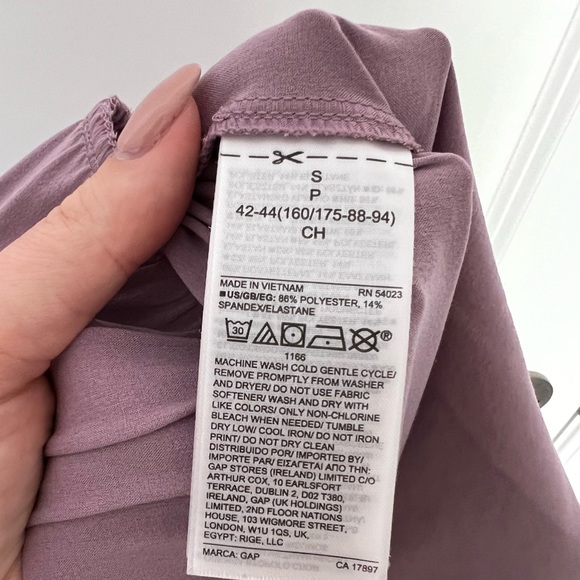 S
P
42-44(160/175-88-94)
CH
MADE IN VIETNAM RN 54023
■US/GB/EG: 86% POLYESTER, 14%
SPANDEX/ELASTANE
30 ®
1166
MACHINE WASH COLD GENTLE CYCLE/
REMOVE PROMPTLY FROM WASHER
AND DRYER/ DO NOT USE FABRIC
SOFTENER/ WASH AND DRY WITH
LIKE COLORS/ ONLY NON-CHLORINE
BLEACH WHEN NEEDED/ TUMBLE
DRY LOW/ COOL IRON/ DO NOT IRON
PRINT/ DO NOT DRY CLEAN
DISTRIBUIDO POR/ IMPORTED BY/
IMPORTE PAR/ ΕΙΣΑΓΕΤΑΙ ΑΠΟ ΤΗΝ:
GAP STORES (IRELAND) LIMITED C/O
ARTHUR COX, 10 EARLSFORT
TERRACE, DUBLIN 2, D02 T380,
IRELAND, GAP (UK HOLDINGS)
LIMITED, 2ND FLOOR NATIONS
HOUSE, 103 WIGMORE STREET,
LONDON, W1U 1QS, UK,
EGYPT: RIGE, LLC
MARCA: GAP CA 17897